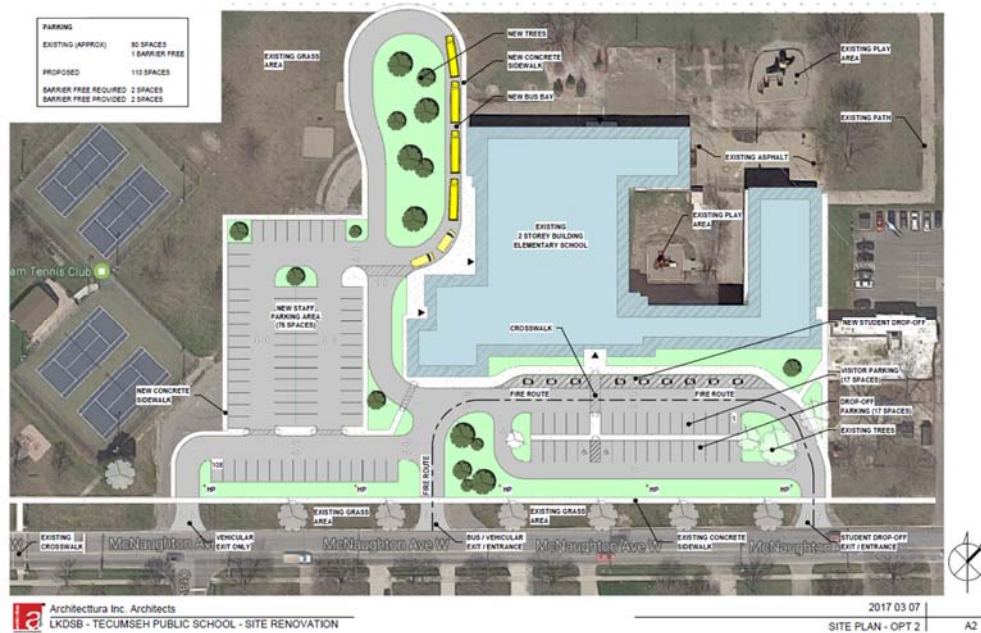 PARKING
EXISTING (APPROX) 80 SPACES
1 BARRIER FREE
PROPOSED 110 SPACES
BARRIER FREE REQUIRED 2 SPACES
BARRIER FREE PROVIDED 2 SPACES
EXISTING GRASS
AREA
NEW TREES
NEW CONCRETE
SIDEWALK
NEW BUS BAY
EXISTING PLAY
AREA
EXISTING PATH
EXISTING ASPHALT
EXISTING PLAY
AREA
EXISTING
2 STOREY BUILDING
ELEMENTARY SCHOOL
am Tennis Club
NEW STAFF
PARKING AREA
(76 SPACES)
CROSSWALK
NEW STUDENT DROP-OFF
VISITOR PARKING
(17 SPACES)
DROP-OFF
PARKING (17 SPACES)
EXISTING TREES
NEW CONCRETE
SIDEWALK
FIRE ROUTE
FIRE ROUTE
1
108
FIRE ROUTE
HP
HP
HP
HP
HP
EXISTING GRASS
AREA
EXISTING GRASS
AREA
W
EXISTING
CROSSWALK
McNaughton Av
VEHICULAR
EXIT ONLY
McNaughton Ave W
BUS / VEHICULAR
EXIT / ENTRANCE
McNaughton Ave W
EXISTING CONCRETE
SIDEWALK
McNaughton
STUDENT DROP-OFF
EXIT / ENTRANCE
a
Architecttura Inc. Architects
LKDSB - TECUMSEH PUBLIC SCHOOL - SITE RENOVATION
2017 03 07
SITE PLAN - OPT 2
A2